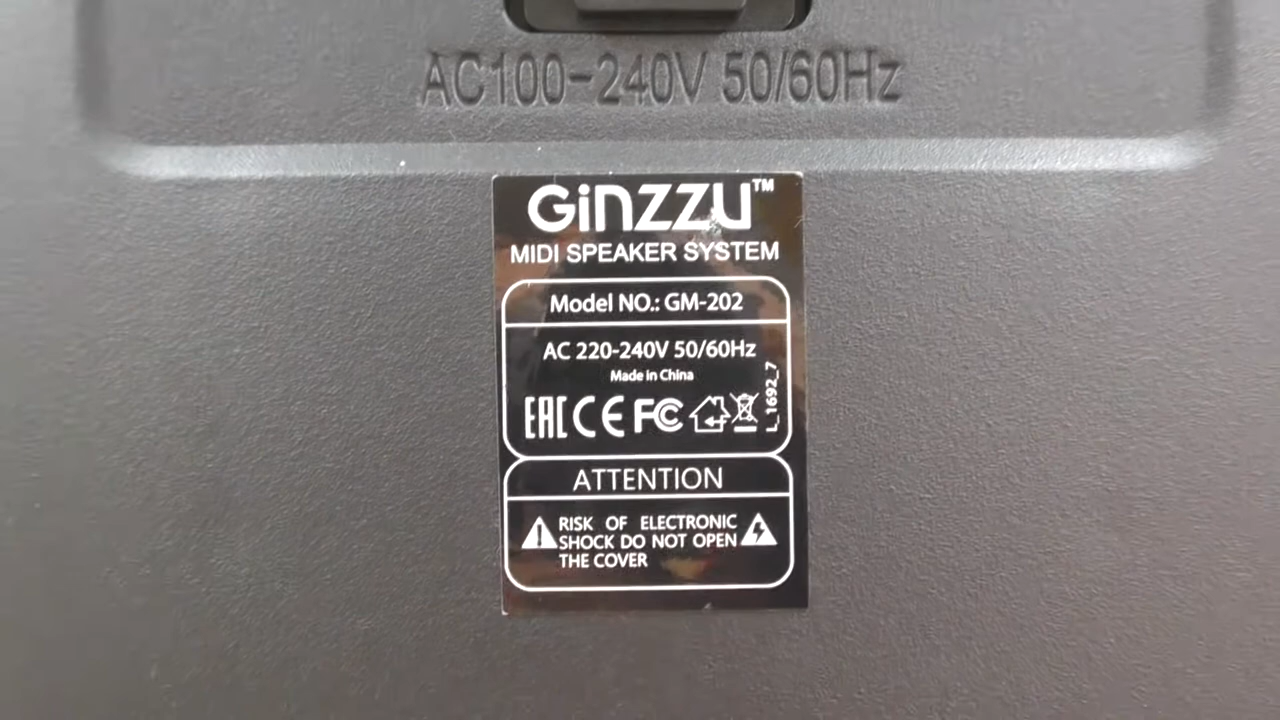 AC100-240V 50/60Hz
GinZZU™
MIDI SPEAKER SYSTEM
Model NO.: GM-202
AC 220-240V 50/60Hz
Made in China
EAC CE FC
L_1692_7
ATTENTION
RISK OF ELECTRONIC
SHOCK DO NOT OPEN
THE COVER